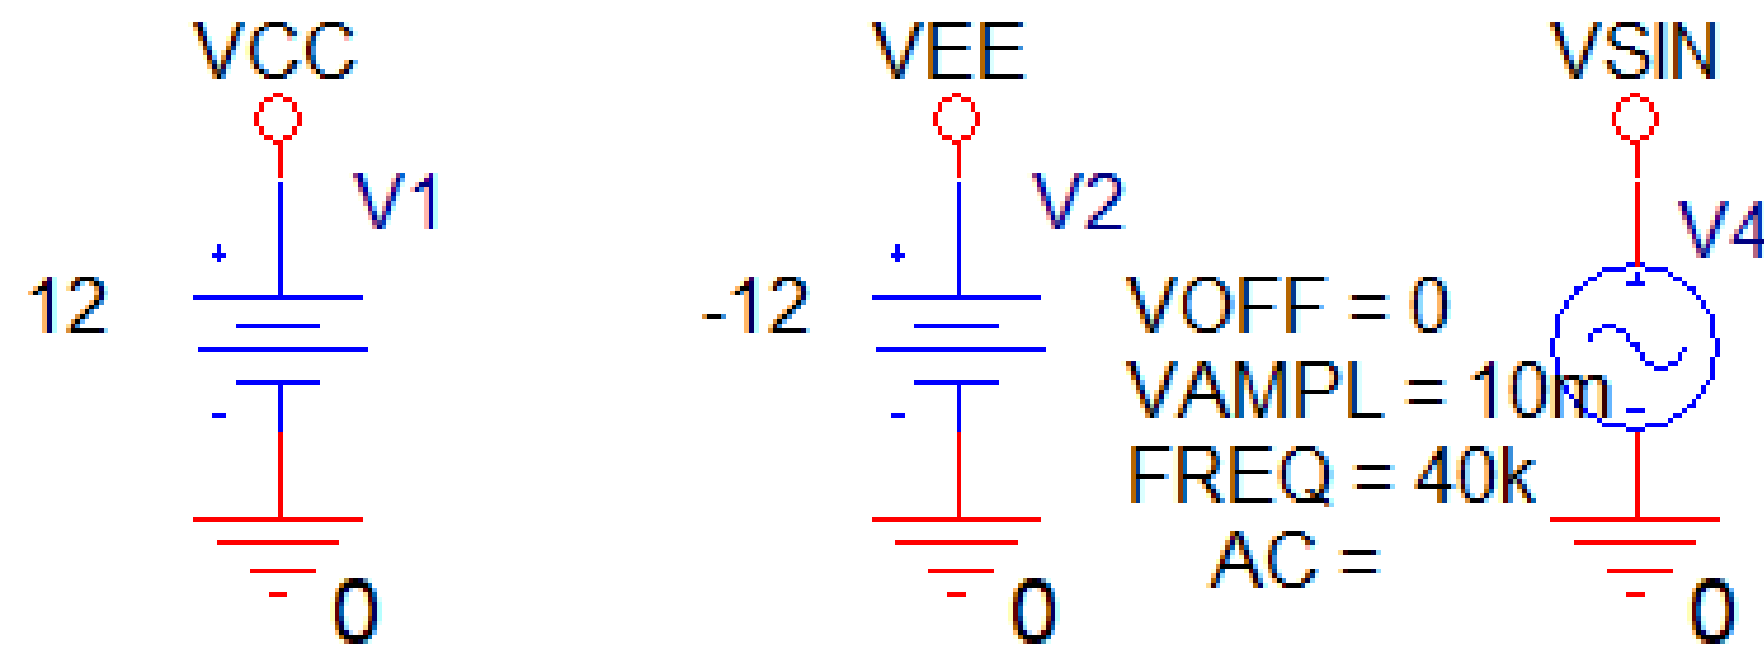 VCC
VEE
VSIN
V1
V2
V4
+
+
12
-12
VOFF = 0
VAMPL = 10m
-
-
FREQ = 40k
AC =
0
0
0